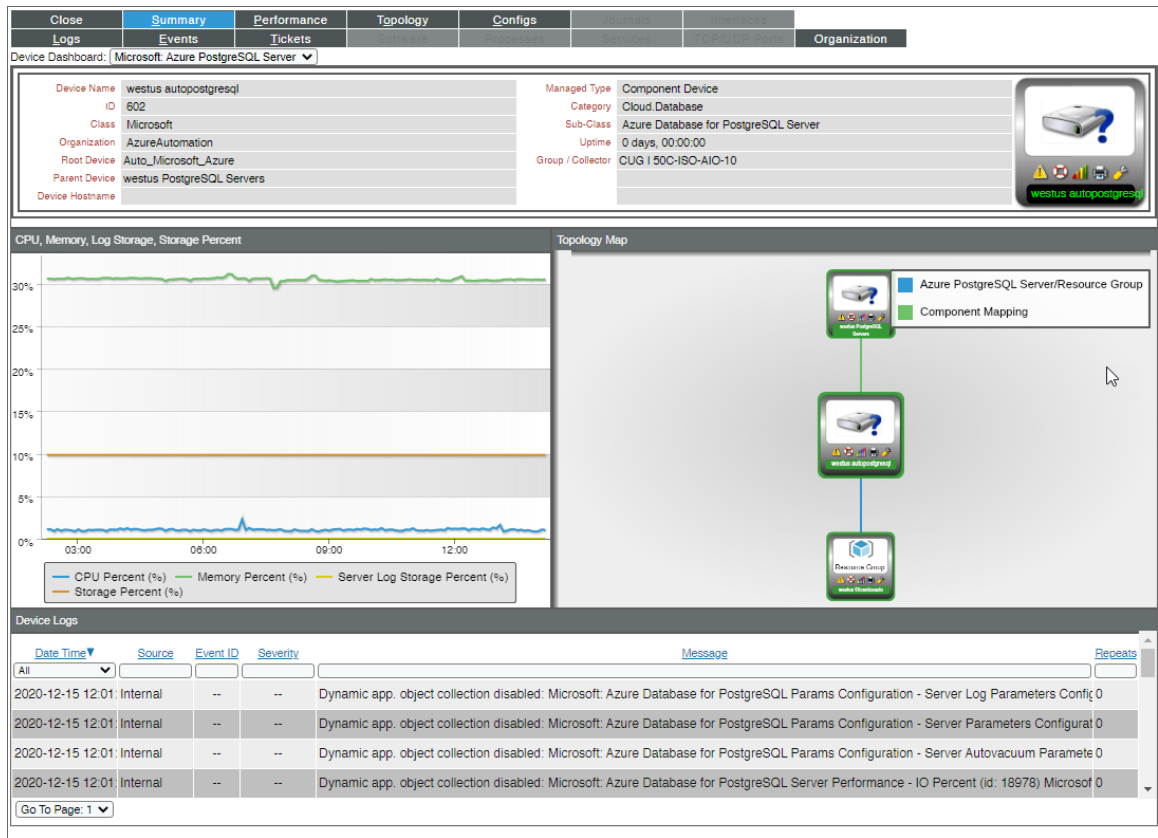 Close Summary Performance Topology Configs Journals Interfaces
Logs Events Tickets Software Processes Services TCP/UDP Ports Organization
Device Dashboard: Microsoft: Azure PostgreSQL Server
Device Name westus autopostgresql Managed Type Component Device
ID 602 Category Cloud.Database
Class Microsoft Sub-Class Azure Database for PostgreSQL Server
Organization AzureAutomation Uptime 0 days, 00:00:00
Root Device Auto_Microsoft_Azure Group / Collector CUG | 50C-ISO-AIO-10
Parent Device westus PostgreSQL Servers
Device Hostname
westus autopostgresql
CPU, Memory, Log Storage, Storage Percent
30%
25%
20%
15%
10%
5%
0%
03:00 06:00 09:00 12:00
CPU Percent (%) Memory Percent (%) Server Log Storage Percent (%)
Storage Percent (%)
Topology Map
Azure PostgreSQL Server/Resource Group
Component Mapping
westus PostgreSQL
Servers
westus autopostgresql
Resource Group
Device Logs
Date Time Source Event ID Severity Message Repeats
All
2020-12-15 12:01: Internal -- -- Dynamic app. object collection disabled: Microsoft: Azure Database for PostgreSQL Params Configuration - Server Log Parameters Config 0
2020-12-15 12:01: Internal -- -- Dynamic app. object collection disabled: Microsoft: Azure Database for PostgreSQL Params Configuration - Server Parameters Configurat 0
2020-12-15 12:01: Internal -- -- Dynamic app. object collection disabled: Microsoft: Azure Database for PostgreSQL Params Configuration - Server Autovacuum Paramete 0
2020-12-15 12:01: Internal -- -- Dynamic app. object collection disabled: Microsoft: Azure Database for PostgreSQL Server Performance - IO Percent (id: 18978) Microsof 0
Go To Page: 1